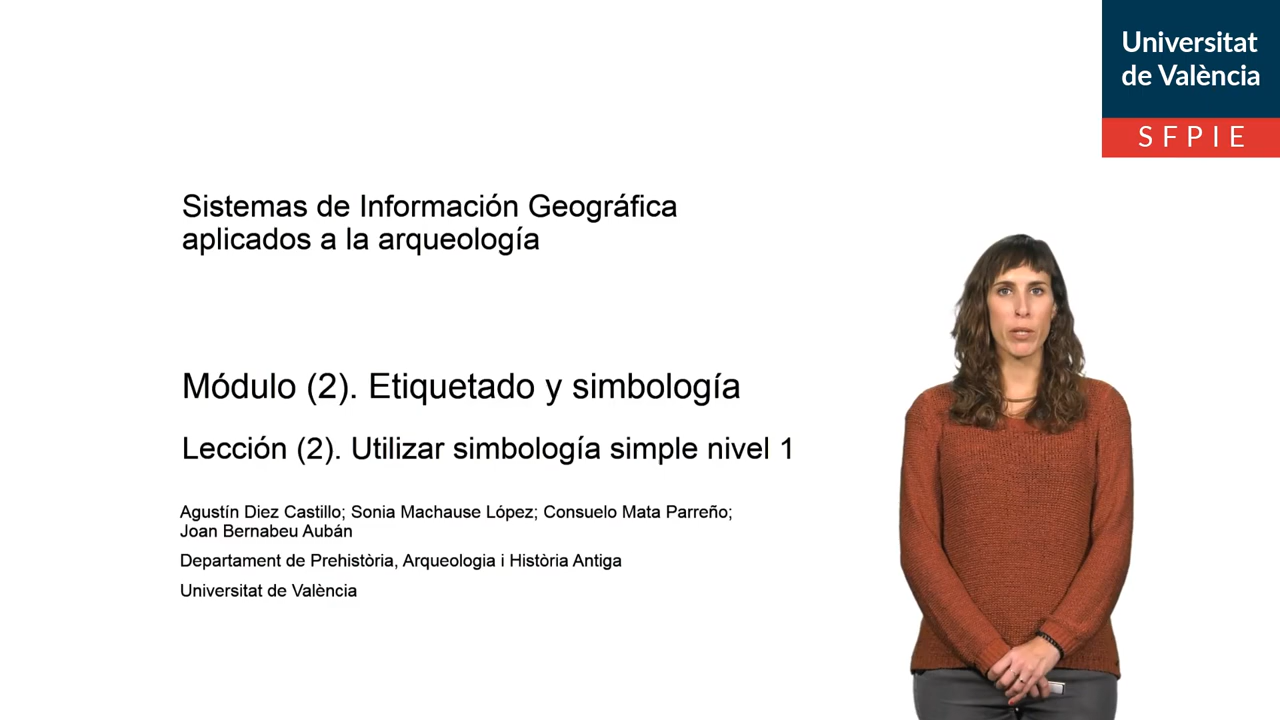 Universitat
de València
SFPIE
Sistemas de Información Geográfica
aplicados a la arqueología
Módulo (2). Etiquetado y simbología
Lección (2). Utilizar simbología simple nivel 1
Agustín Diez Castillo; Sonia Machause López; Consuelo Mata Parreño;
Joan Bernabeu Aubán
Departament de Prehistòria, Arqueologia i Història Antiga
Universitat de València